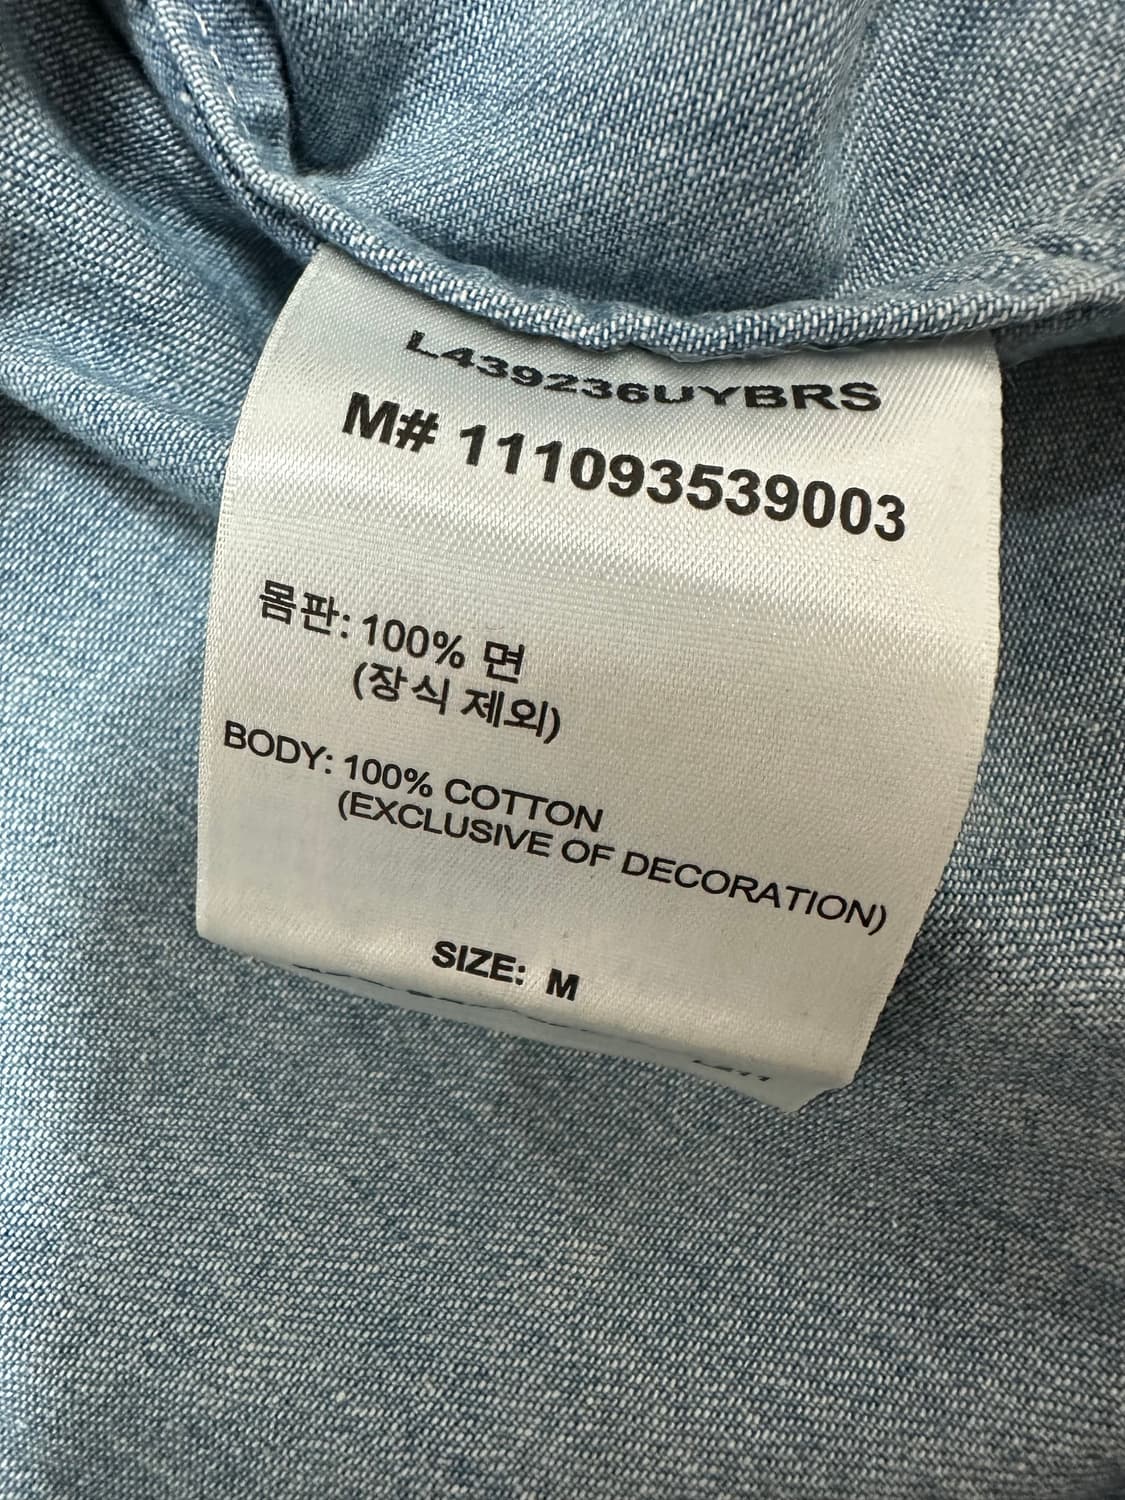 L439236UYBRS
M# 111093539003
몸판: 100% 면
(장식 제외)
BODY: 100% COTTON
(EXCLUSIVE OF DECORATION)
SIZE: M